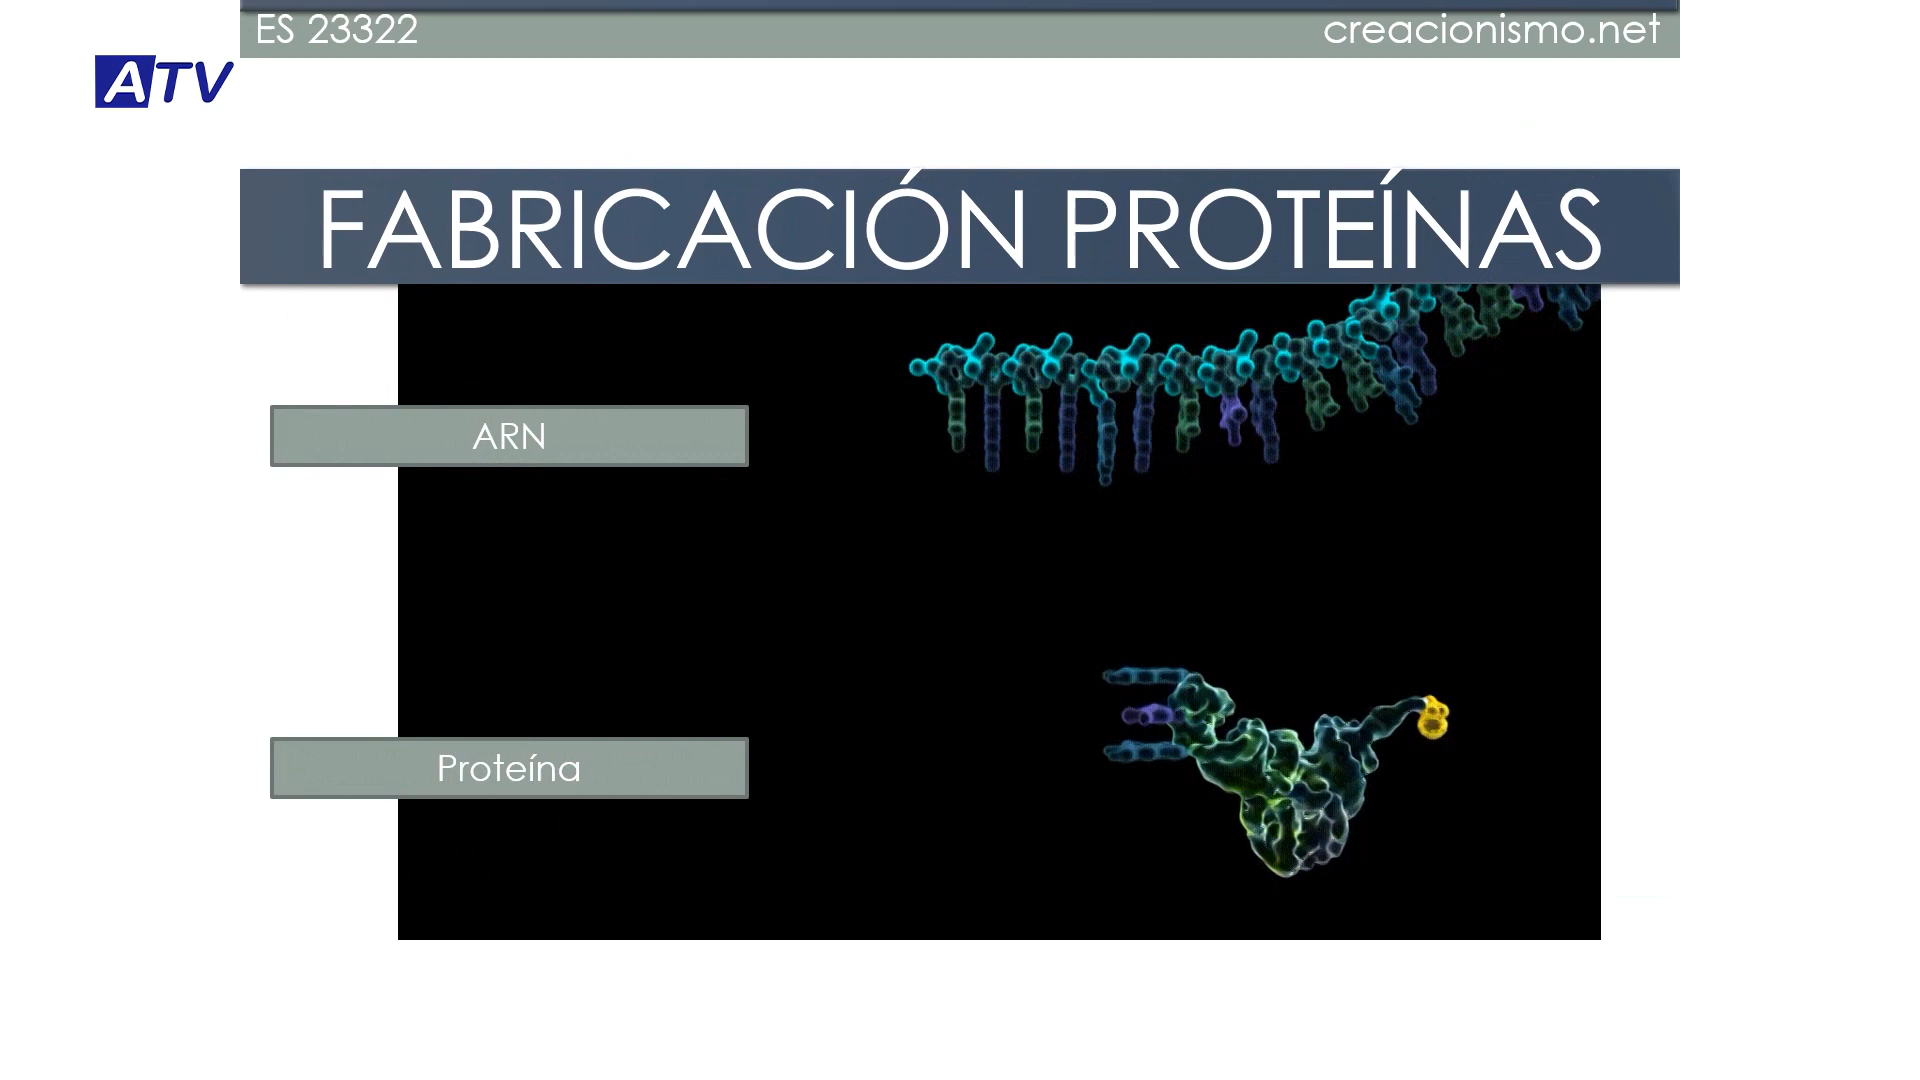 ES 23322
creacionismo.net
ATV
FABRICACIÓN PROTEÍNAS
ARN
Proteína